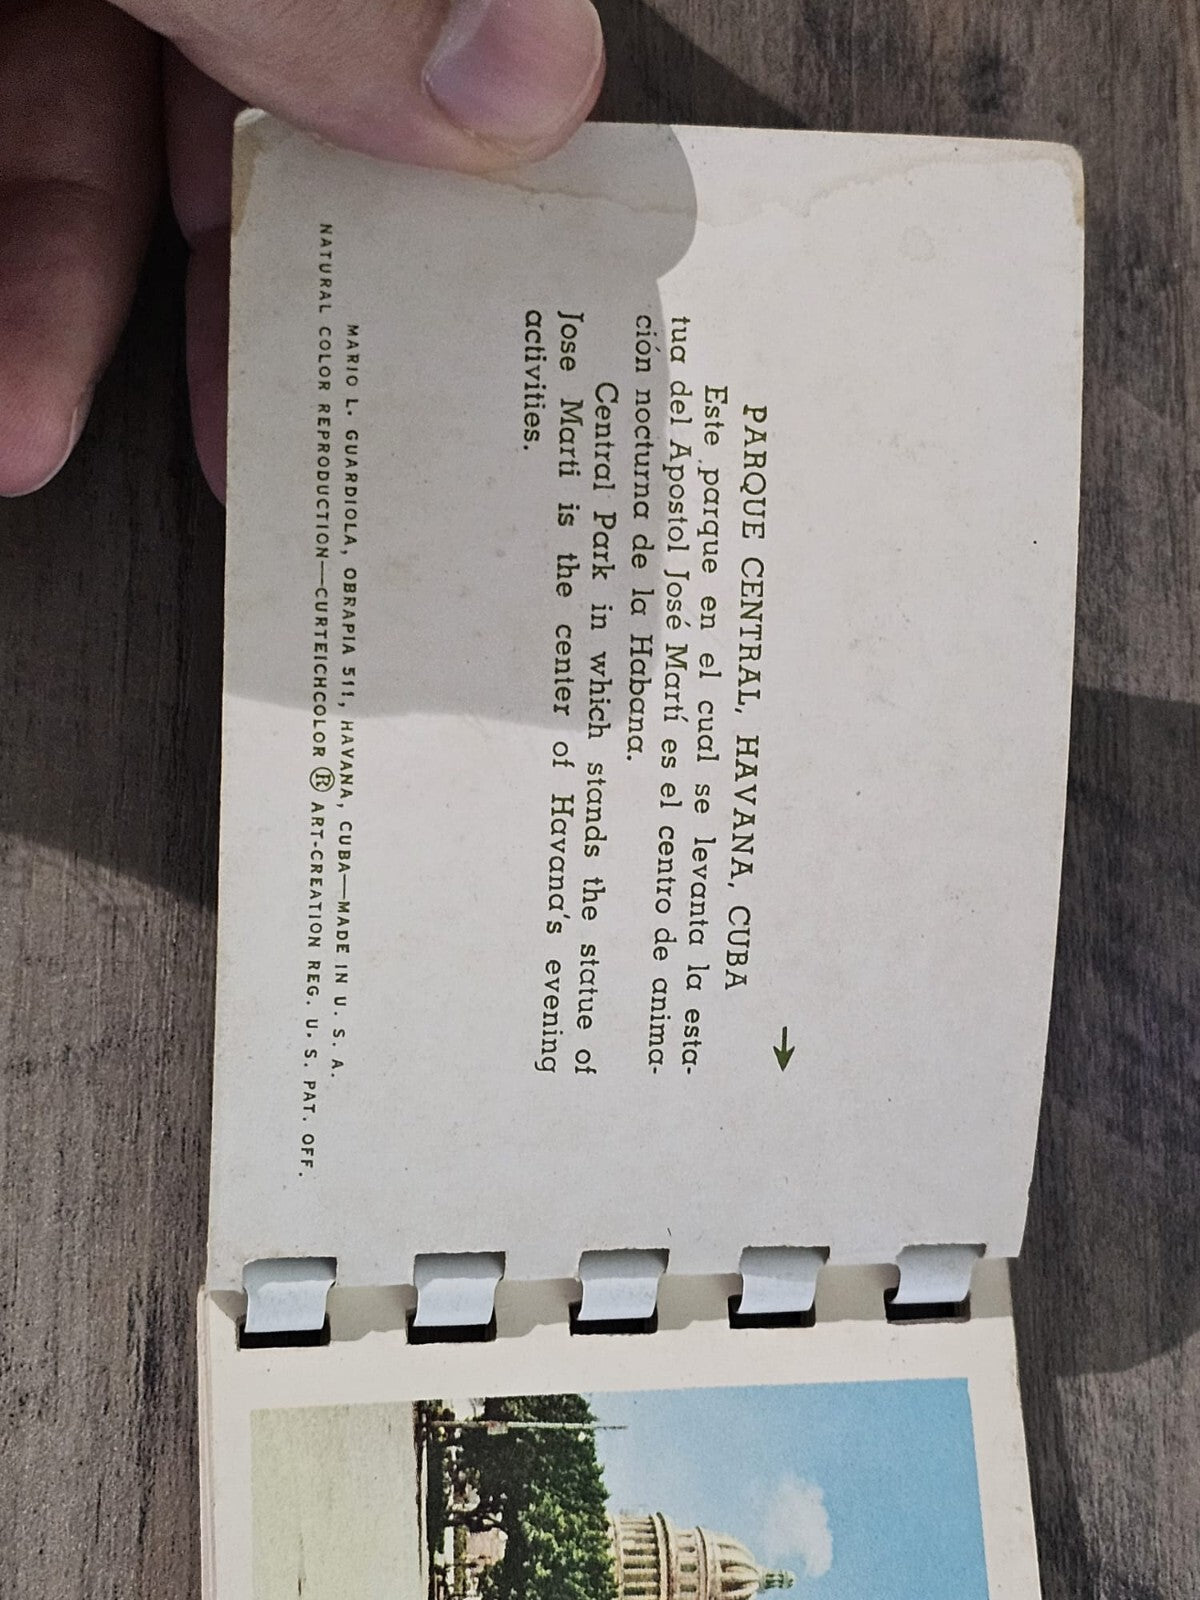 PARQUE CENTRAL, HAVANA, CUBA
Este parque en el cual se levanta la esta-
tua del Apostol José Martí es el centro de anima-
ción nocturna de la Habana.
Central Park in which stands the statue of
Jose Marti is the center of Havana's evening
activities.
MARIO L. GUARDIOLA, OBRAPIA 511, HAVANA, CUBA—MADE IN U. S. A.
NATURAL COLOR REPRODUCTION—CURTEICHCOLOR ® ART-CREATION REG. U. S. PAT. OFF.